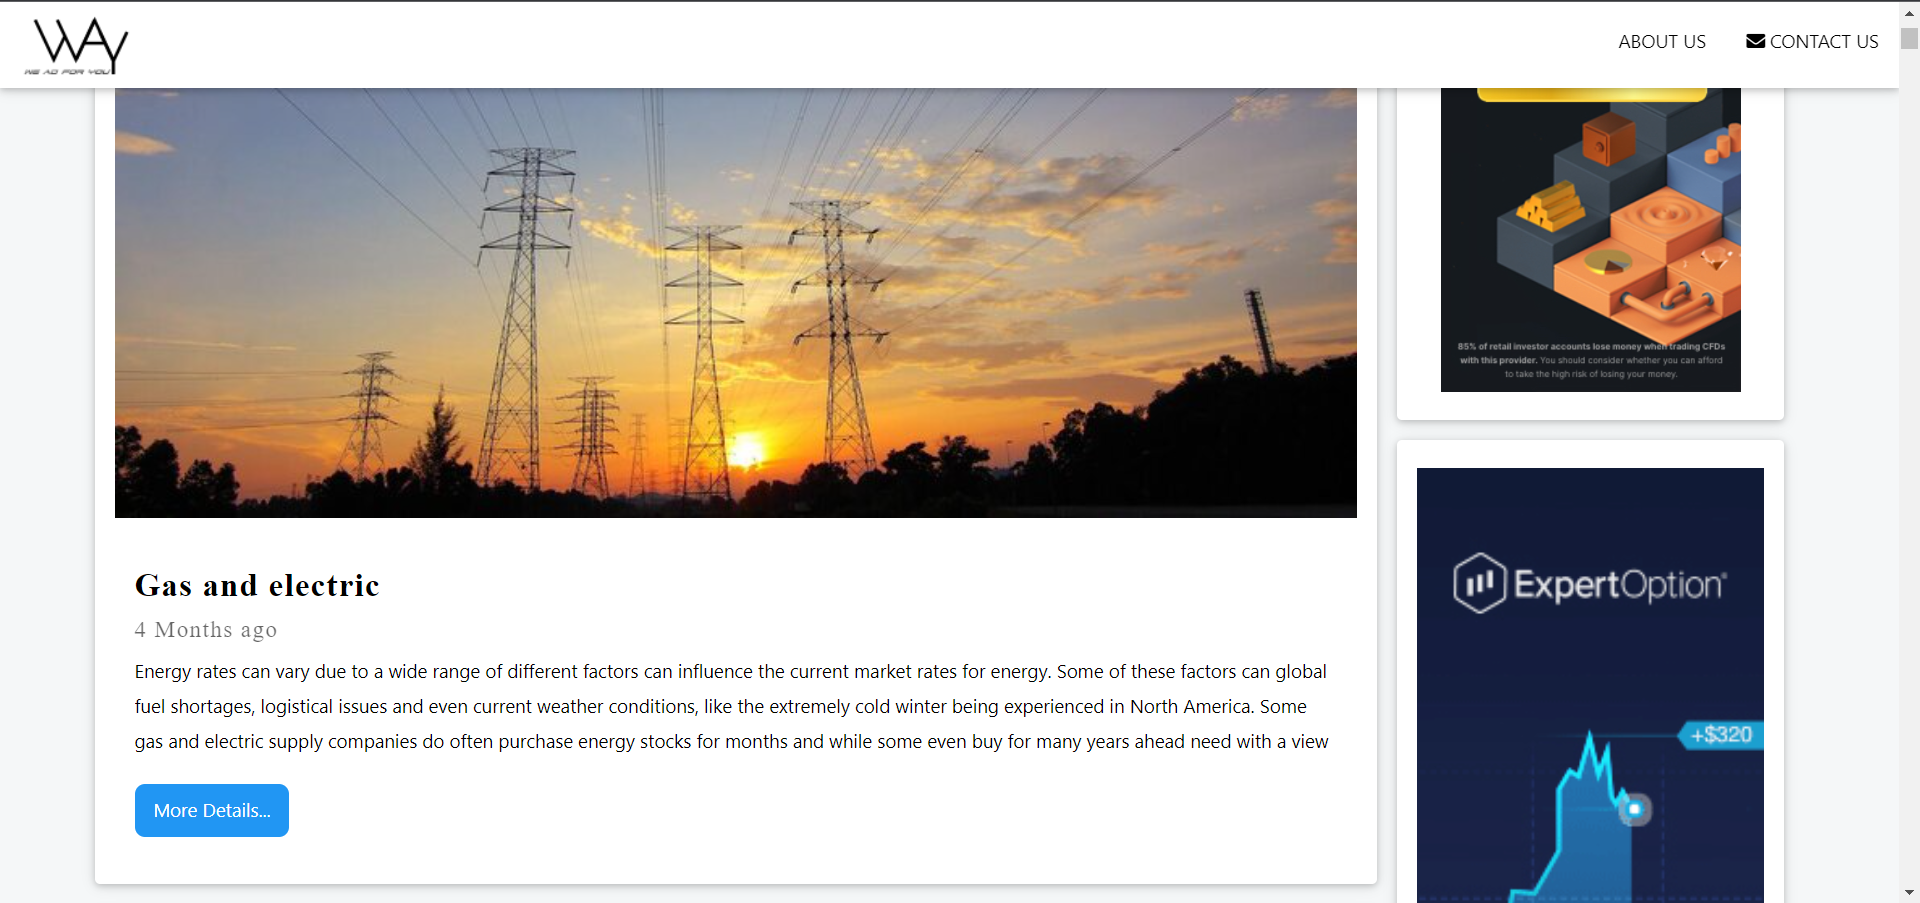 WAY
WE AD FOR YOU
ABOUT US
CONTACT US
85% of retail investor accounts lose money when trading CFDs
with this provider. You should consider whether you can afford
to take the high risk of losing your money.
ExpertOption®
+$320
Gas and electric
4 Months ago
Energy rates can vary due to a wide range of different factors can influence the current market rates for energy. Some of these factors can global
fuel shortages, logistical issues and even current weather conditions, like the extremely cold winter being experienced in North America. Some
gas and electric supply companies do often purchase energy stocks for months and while some even buy for many years ahead need with a view
More Details...